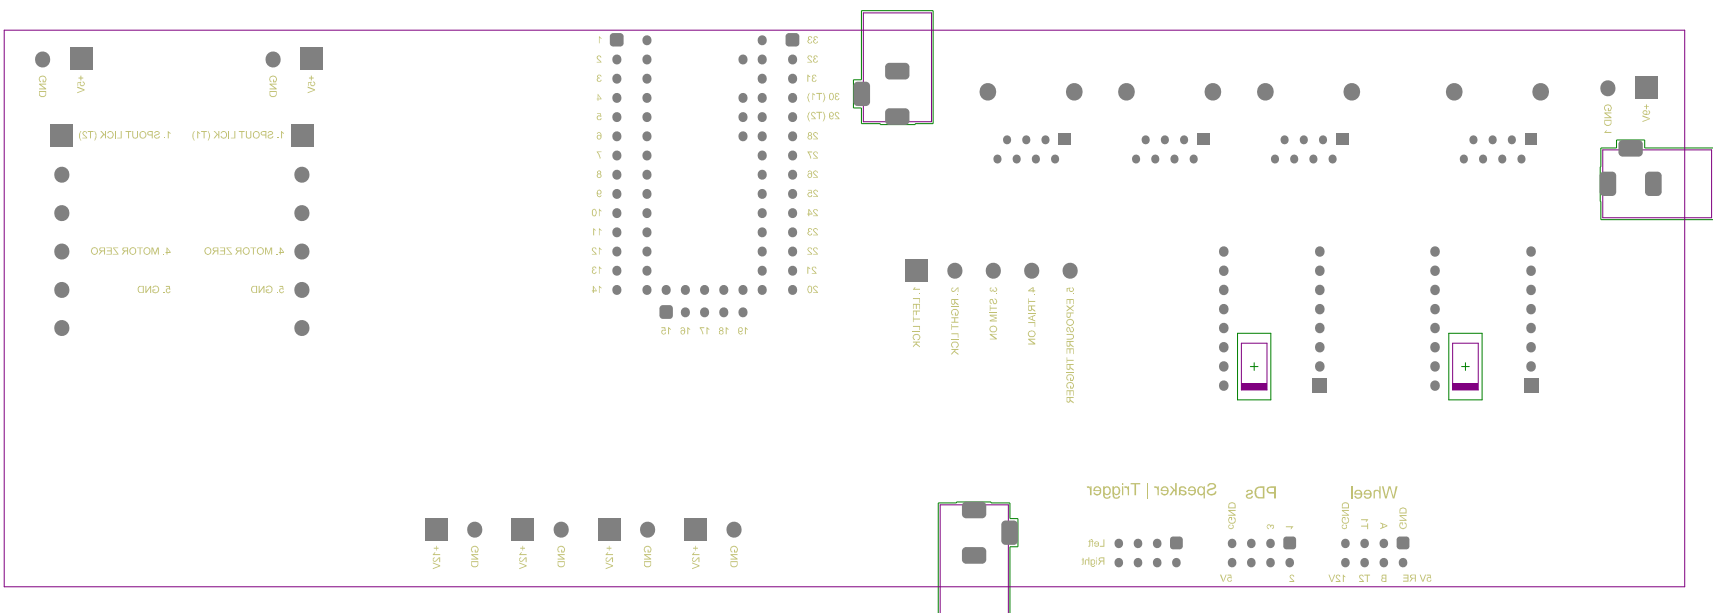 GND
+5V
GND
+5V
1. SPOUT LICK (T2)
1. SPOUT LICK (T1)
4. MOTOR ZERO
4. MOTOR ZERO
5. GND
5. GND
1
2
3
4
5
6
7
8
9
10
11
12
13
14
15
16
17
18
19
33
32
31
30 (T1)
29 (T2)
28
27
26
25
24
23
22
21
20
GND 1
+9V
1. LEFT LICK
2. RIGHT LICK
3. STIM ON
4. TRIAL ON
5. EXPOSURE TRIGGER
+12V
GND
+12V
GND
+12V
GND
+12V
GND
Speaker | Trigger
Left
Right
PDs
cGND
3
1
5V
2
Wheel
cGND
T1
A
GND
12V
T2
B
5V RE